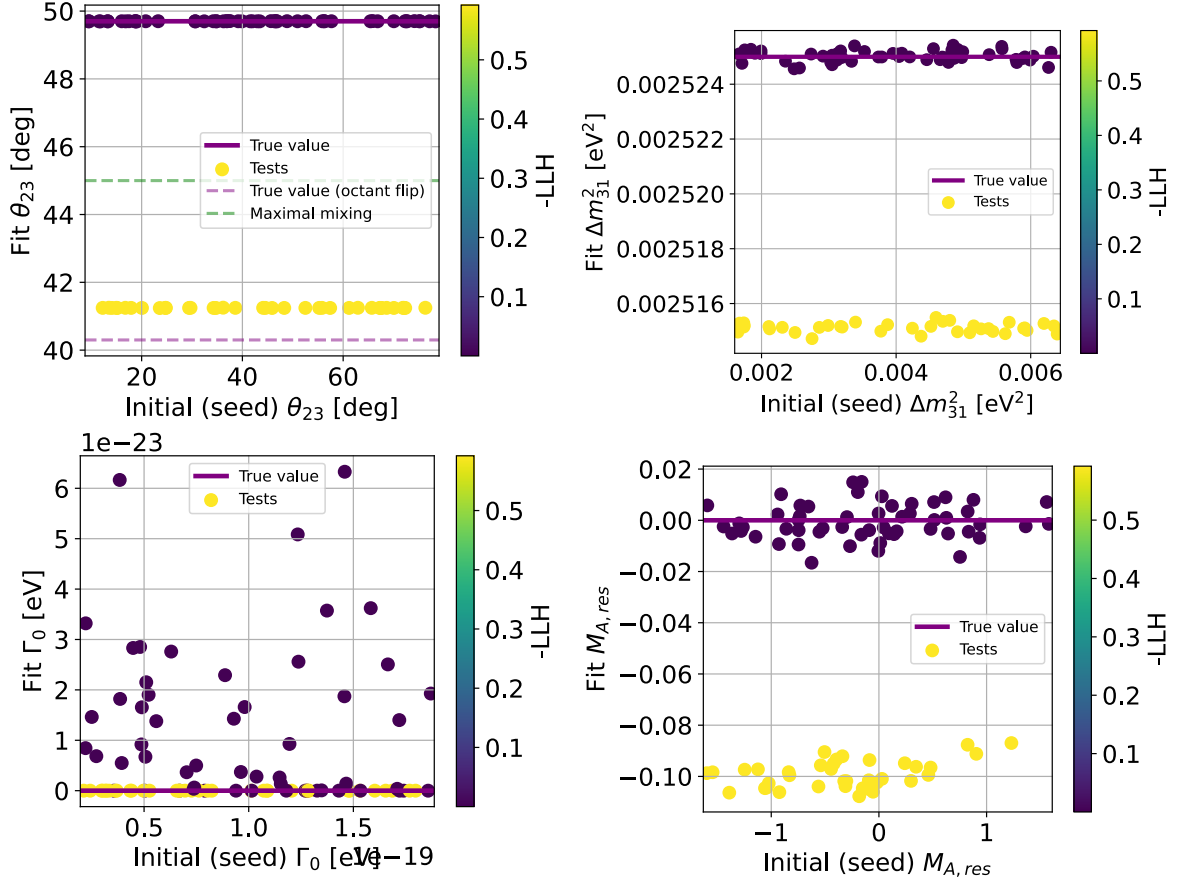 50
48
46
44
42
40
Fit θ23 [deg]
True value
Tests
True value (octant flip)
Maximal mixing
20
40
60
Initial (seed) θ23 [deg]
0.5
0.4
0.3
0.2
0.1
-LLH
0.002524
0.002522
0.002520
0.002518
0.002516
Fit Δm²31 [eV²]
True value
Tests
0.002
0.004
0.006
Initial (seed) Δm²31 [eV²]
0.5
0.4
0.3
0.2
0.1
-LLH
1e−23
6
5
4
3
2
1
0
Fit Γ0 [eV]
True value
Tests
0.5
1.0
1.5
Initial (seed) Γ0 [eV]
1e−19
0.5
0.4
0.3
0.2
0.1
-LLH
0.02
0.00
−0.02
−0.04
−0.06
−0.08
−0.10
Fit MA,res
True value
Tests
−1
0
1
Initial (seed) MA,res
0.5
0.4
0.3
0.2
0.1
-LLH